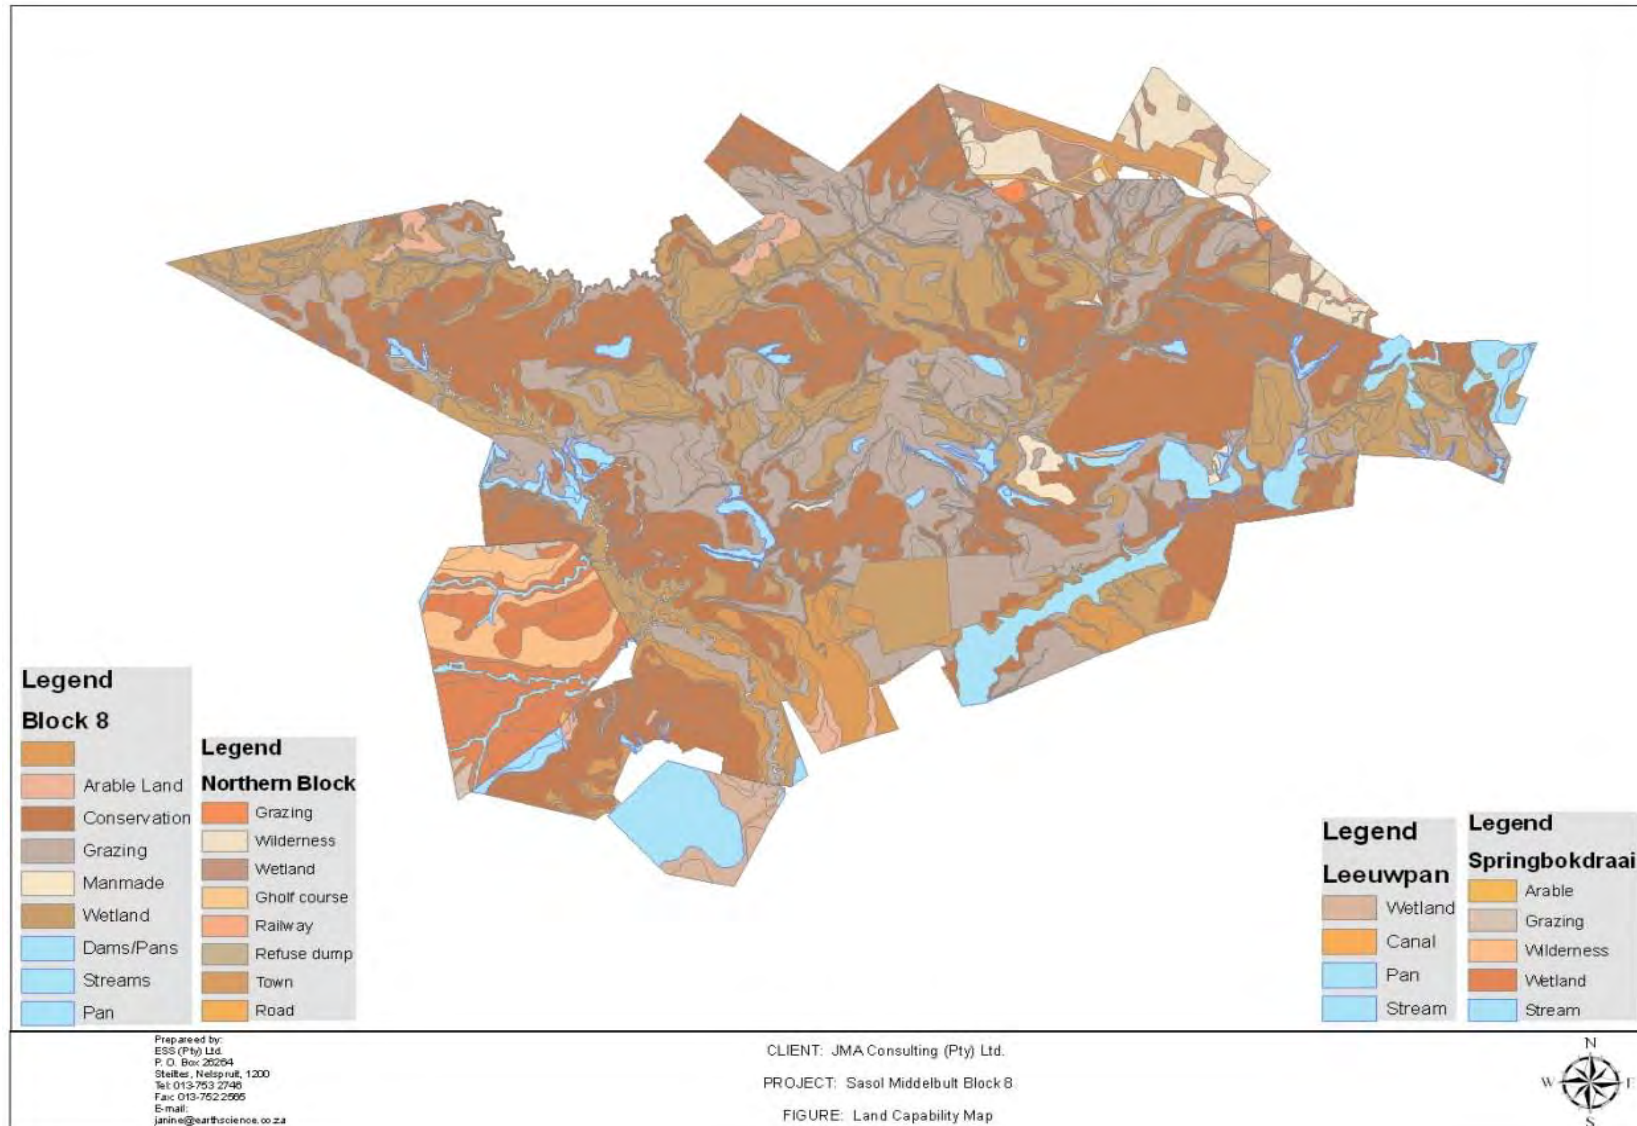 Legend
Block 8
Arable Land
Conservation
Grazing
Manmade
Wetland
Dams/Pans
Streams
Pan
Legend
Northern Block
Grazing
Wilderness
Wetland
Gholf course
Railway
Refuse dump
Town
Road
Legend
Leeuwpan
Wetland
Canal
Pan
Stream
Legend
Springbokdraai
Arable
Grazing
Wilderness
Wetland
Stream
Prepareed by:
ESS (Pty) Ltd.
P. O. Box 26264
Steiltes, Nelspruit, 1200
Tel: 013-753 2746
Fax: 013-752 2565
E-mail:
janine@earthscience.co.za
CLIENT: JMA Consulting (Pty) Ltd.
PROJECT: Sasol Middelbult Block 8
FIGURE: Land Capability Map
N
W E
S